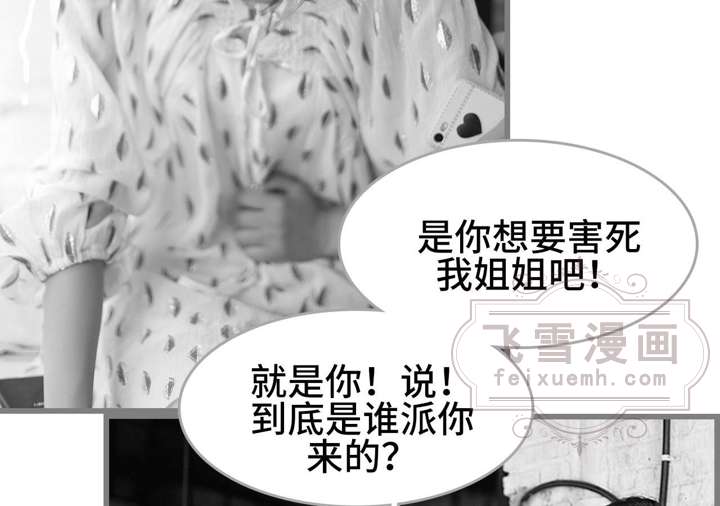 是你想要害死
我姐姐吧！
就是你！说！
到底是谁派你
来的？
飞雪漫画
feixuemh.com